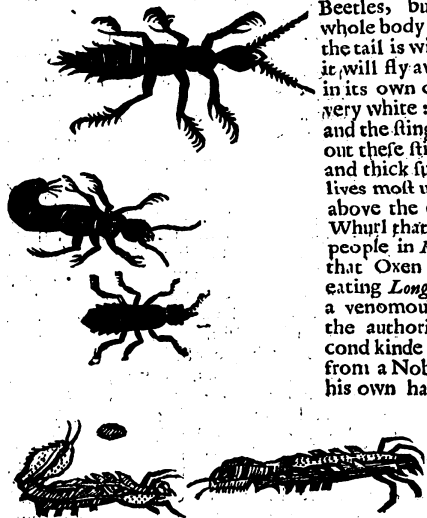 Beetles, bu
whole body
the tail is wi
it will fly av
in its own c
very white :
and the ſting
out theſe ſti
and thick ſu
lives moſt u
above the
Whurl that
people in
that Oxen
eating Long
a venomou
the authori
cond kinde
from a Nob
his own ha